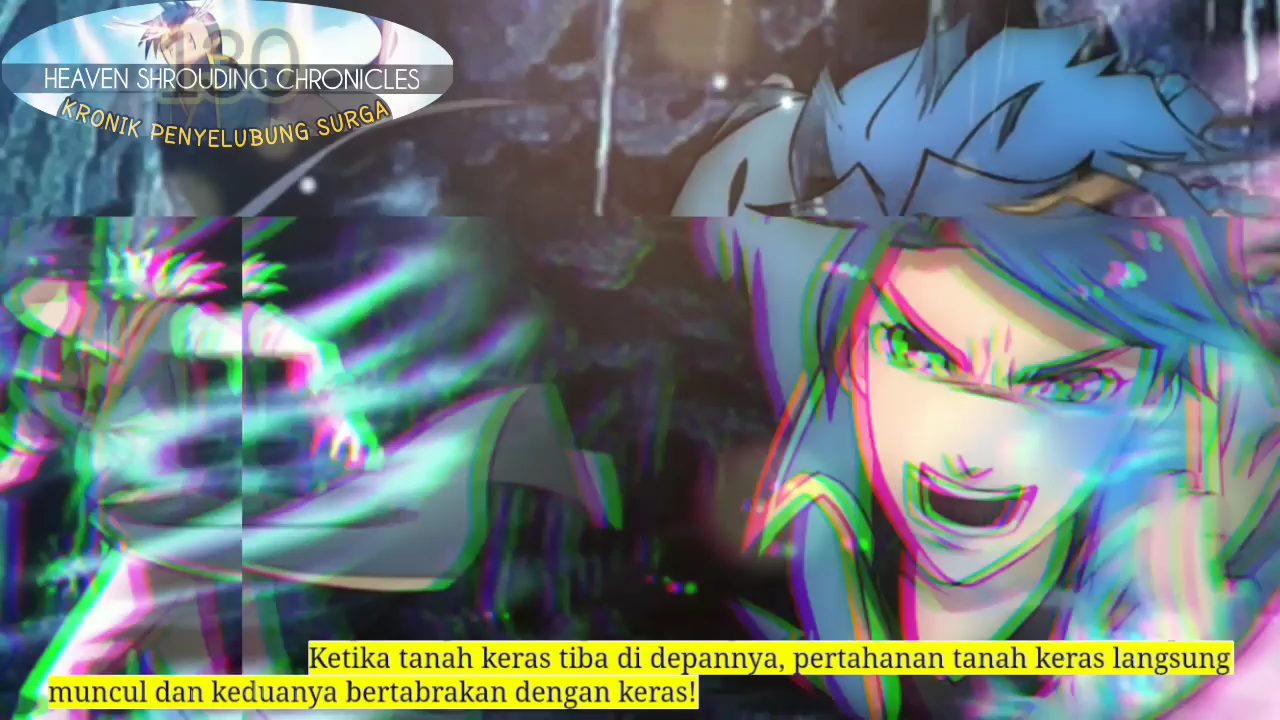 180
HEAVEN SHROUDING CHRONICLES
KRONIK PENYELUBUNG SURGA
Ketika tanah keras tiba di depannya, pertahanan tanah keras langsung
muncul dan keduanya bertabrakan dengan keras!